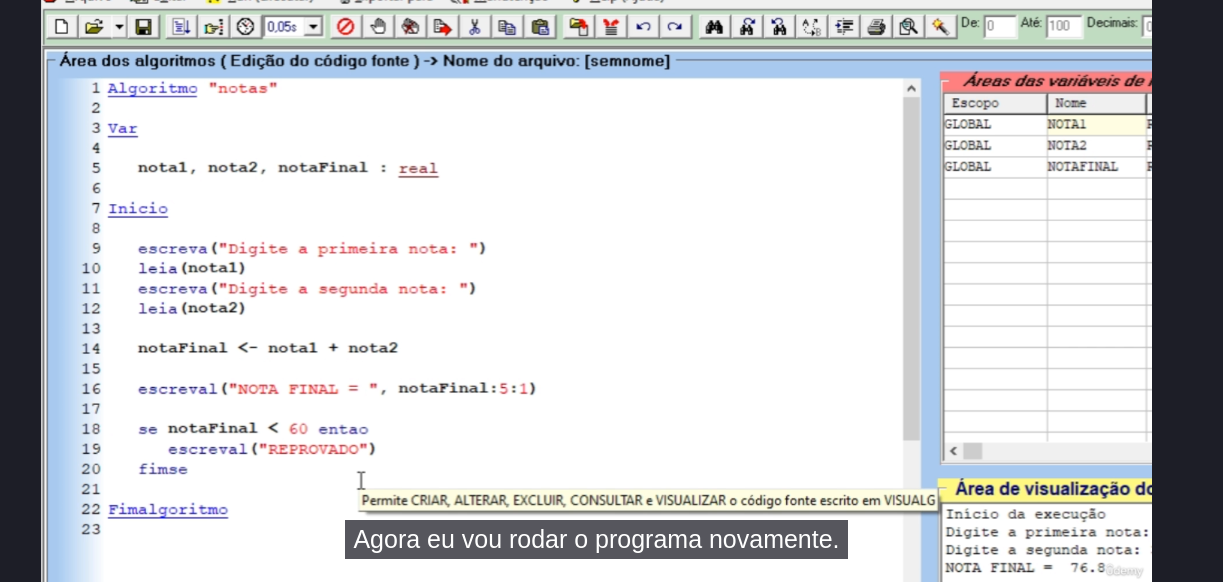 0,05s De: 0 Até: 100 Decimais:
Área dos algoritmos ( Edição do código fonte ) -> Nome do arquivo: [semnome]
Áreas das variáveis de
Escopo Nome
GLOBAL NOTA1
GLOBAL NOTA2
GLOBAL NOTAFINAL
1 Algoritmo "notas"
2
3 Var
4
5 nota1, nota2, notaFinal : real
6
7 Inicio
8
9 escreva("Digite a primeira nota: ")
10 leia(nota1)
11 escreva("Digite a segunda nota: ")
12 leia(nota2)
13
14 notaFinal <- nota1 + nota2
15
16 escreval("NOTA FINAL = ", notaFinal:5:1)
17
18 se notaFinal < 60 entao
19 escreval("REPROVADO")
20 fimse
21
22 Fimalgoritmo
23
Permite CRIAR, ALTERAR, EXCLUIR, CONSULTAR e VISUALIZAR o código fonte escrito em VISUALG
Área de visualização do
Início da execução
Digite a primeira nota:
Digite a segunda nota:
NOTA FINAL = 76.8
Udemy
Agora eu vou rodar o programa novamente.